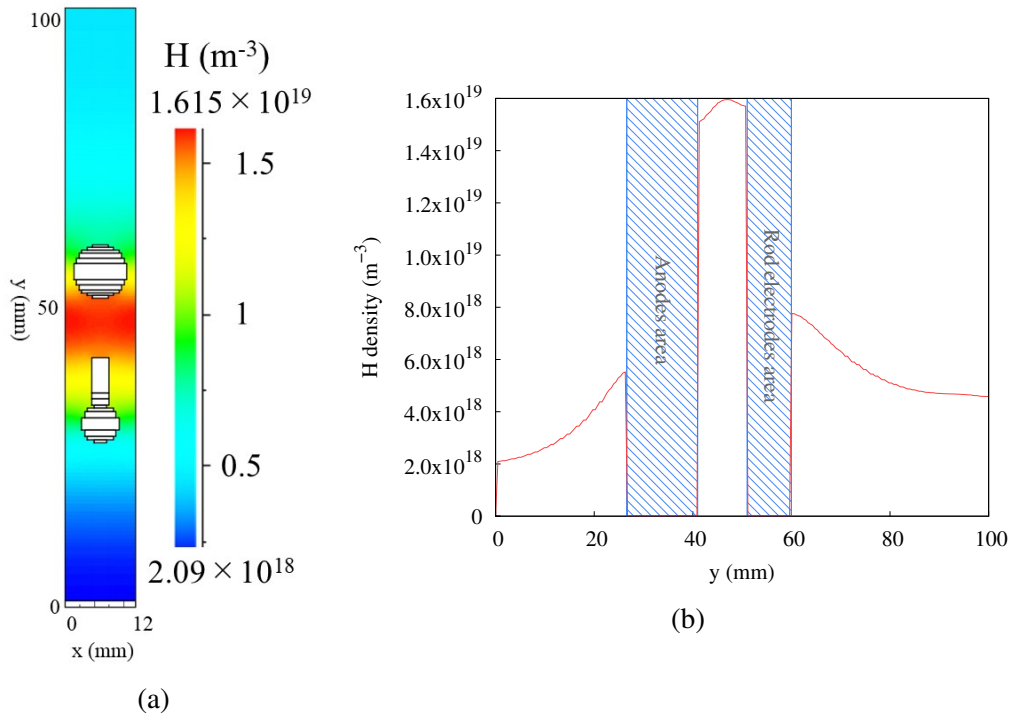 100
50
0
y (mm)
0 12
x (mm)
H (m-3)
1.615 × 10¹⁹
1.5
1
0.5
2.09 × 10¹⁸
(a)
1.6x10¹⁹
1.4x10¹⁹
1.2x10¹⁹
1.0x10¹⁹
8.0x10¹⁸
6.0x10¹⁸
4.0x10¹⁸
2.0x10¹⁸
0
H density (m⁻³)
Anodes area
Rod electrodes area
0 20 40 60 80 100
y (mm)
(b)